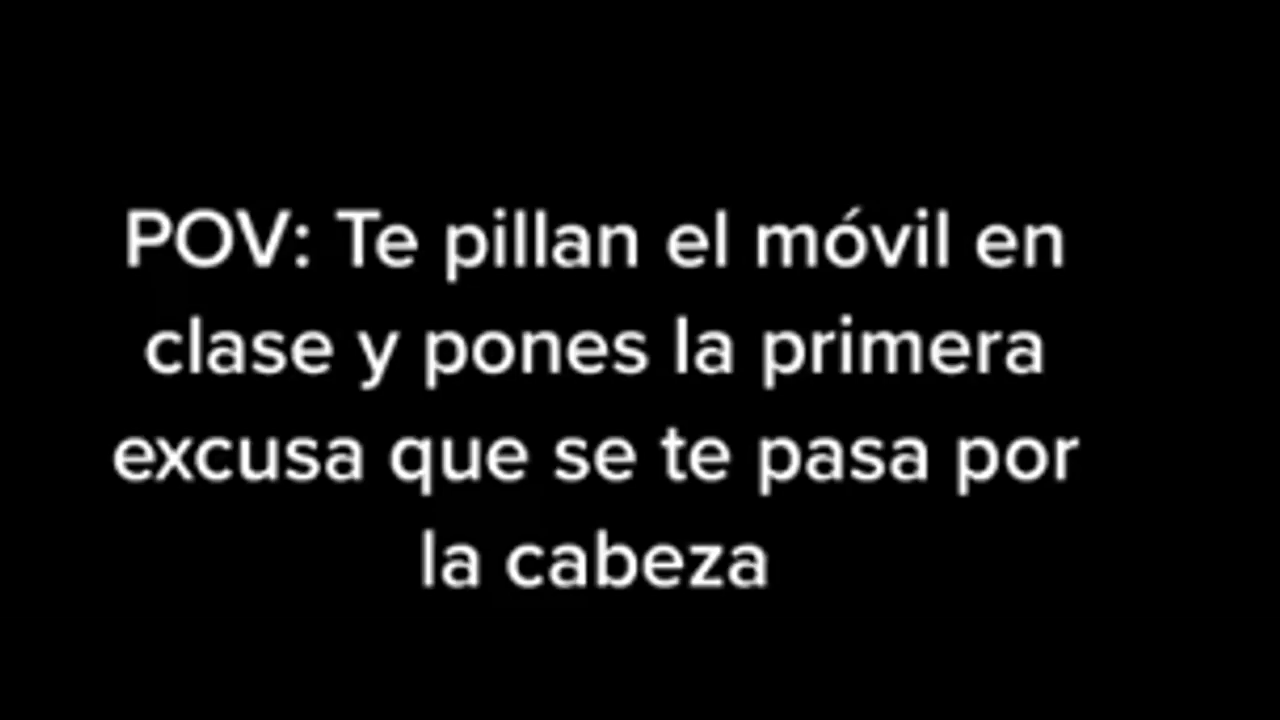 POV: Te pillan el móvil en
clase y pones la primera
excusa que se te pasa por
la cabeza